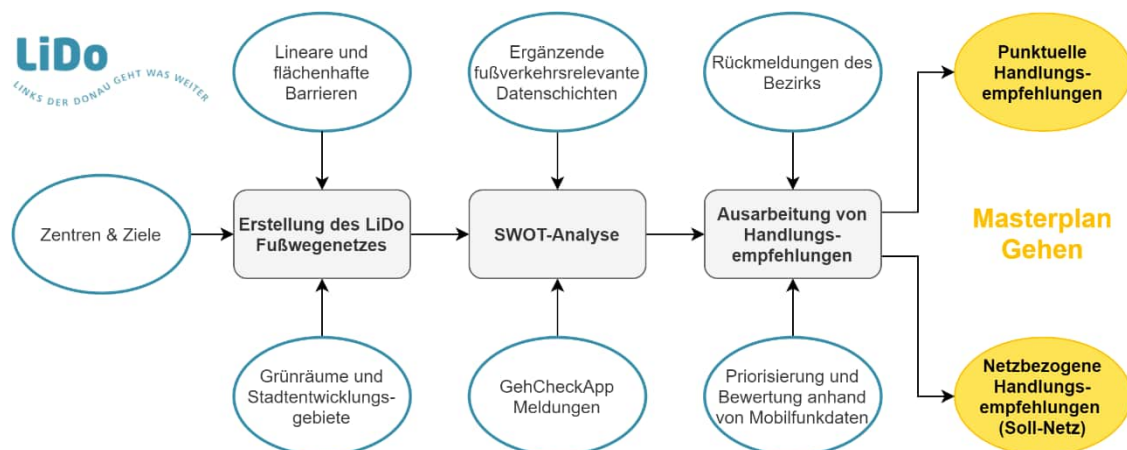 LiDo
LINKS DER DONAU GEHT WAS WEITER
Lineare und
flächenhafte
Barrieren
Ergänzende
fußverkehrsrelevante
Datenschichten
Rückmeldungen des
Bezirks
Punktuelle
Handlungs-
empfehlungen
Zentren & Ziele
Erstellung des LiDo
Fußwegenetzes
SWOT-Analyse
Ausarbeitung von
Handlungs-
empfehlungen
Masterplan
Gehen
Grünräume und
Stadtentwicklungs-
gebiete
GehCheckApp
Meldungen
Priorisierung und
Bewertung anhand
von Mobilfunkdaten
Netzbezogene
Handlungs-
empfehlungen
(Soll-Netz)